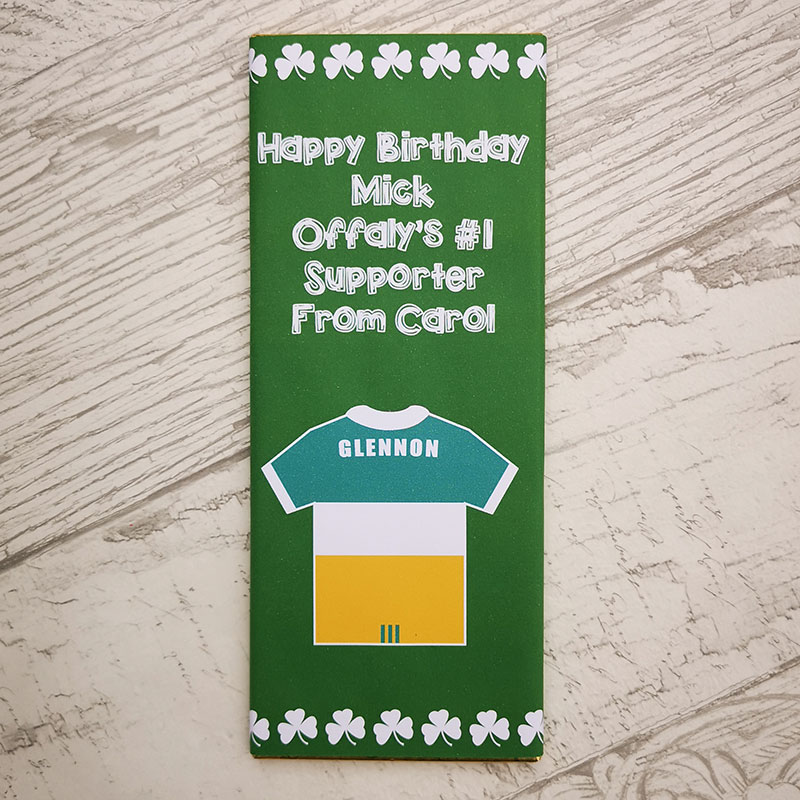 Happy Birthday
Mick
Offaly's #1
Supporter
From Carol
GLENNON